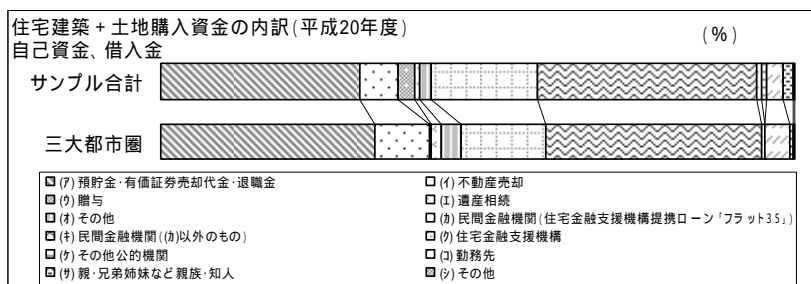 住宅建築+土地購入資金の内訳(平成20年度)
自己資金、借入金
(%)
サンプル合計
三大都市圏
(ｱ) 預貯金･有価証券売却代金･退職金
(ｲ) 不動産売却
(ｳ) 贈与
(ｴ) 遺産相続
(ｵ) その他
(ｶ) 民間金融機関(住宅金融支援機構提携ローン「フラット35」)
(ｷ) 民間金融機関((ｶ)以外のもの)
(ｸ) 住宅金融支援機構
(ｹ) その他公的機関
(ｺ) 勤務先
(ｻ) 親･兄弟姉妹など親族･知人
(ｼ) その他